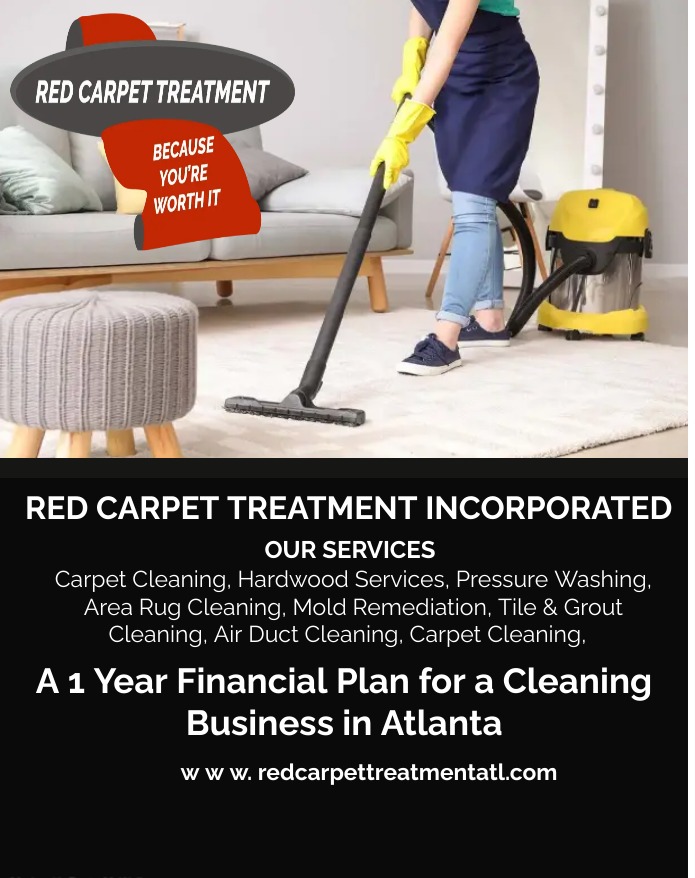 RED CARPET TREATMENT
BECAUSE
YOU'RE
WORTH IT
RED CARPET TREATMENT INCORPORATED
OUR SERVICES
Carpet Cleaning, Hardwood Services, Pressure Washing,
Area Rug Cleaning, Mold Remediation, Tile & Grout
Cleaning, Air Duct Cleaning, Carpet Cleaning,
A 1 Year Financial Plan for a Cleaning
Business in Atlanta
w w w. redcarpettreatmentatl.com